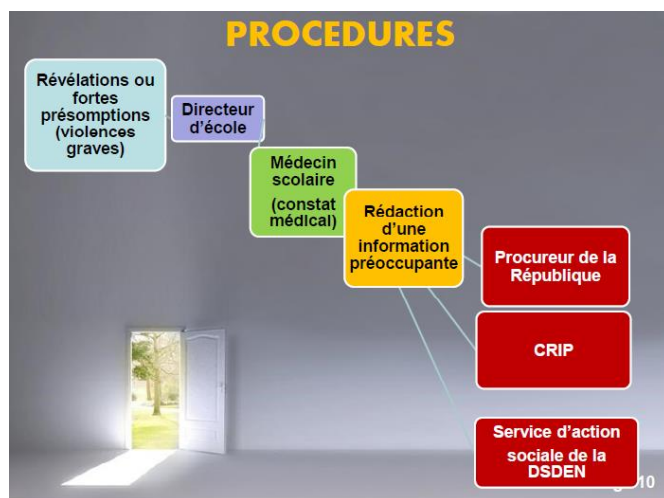 PROCEDURES
Révélations ou
fortes
présomptions
(violences
graves)
Directeur
d'école
Médecin
scolaire
(constat
médical)
Rédaction
d'une
information
préoccupante
Procureur de la
République
CRIP
Service d'action
sociale de la
DSDEN
10